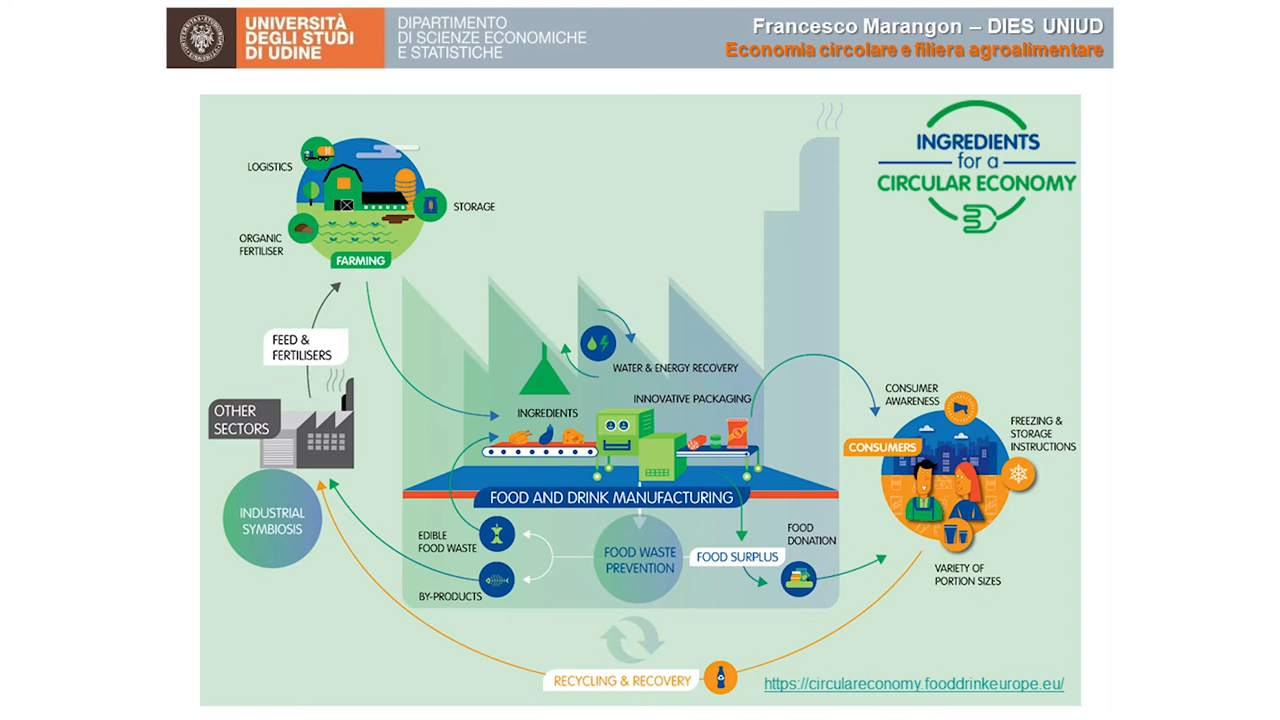 UNIVERSITÀ
DEGLI STUDI
DI UDINE
DIPARTIMENTO
DI SCIENZE ECONOMICHE
E STATISTICHE
Francesco Marangon – DIES UNIUD
Economia circolare e filiera agroalimentare
INGREDIENTS
for a
CIRCULAR ECONOMY
LOGISTICS
STORAGE
ORGANIC
FERTILISER
FARMING
FEED &
FERTILISERS
OTHER
SECTORS
INDUSTRIAL
SYMBIOSIS
WATER & ENERGY RECOVERY
INGREDIENTS
INNOVATIVE PACKAGING
FOOD AND DRINK MANUFACTURING
EDIBLE
FOOD WASTE
BY-PRODUCTS
FOOD WASTE
PREVENTION
FOOD SURPLUS
FOOD
DONATION
CONSUMER
AWARENESS
CONSUMERS
FREEZING &
STORAGE
INSTRUCTIONS
VARIETY OF
PORTION SIZES
RECYCLING & RECOVERY
https://circulareconomy.fooddrinkeurope.eu/